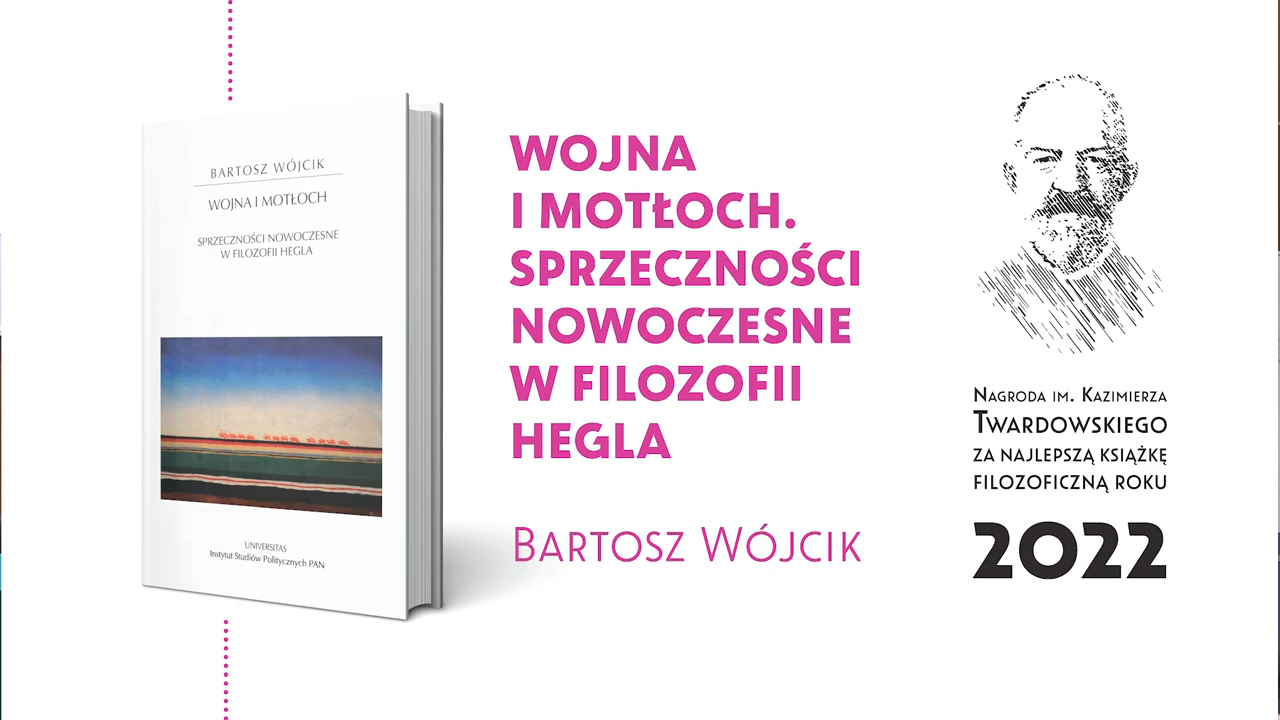 BARTOSZ WÓJCIK
WOJNA I MOTŁOCH
SPRZECZNOŚCI NOWOCZESNE
W FILOZOFII HEGLA
UNIVERSITAS
Instytut Studiów Politycznych PAN
WOJNA
I MOTŁOCH.
SPRZECZNOŚCI
NOWOCZESNE
W FILOZOFII
HEGLA
BARTOSZ WÓJCIK
NAGRODA IM. KAZIMIERZA
TWARDOWSKIEGO
ZA NAJLEPSZĄ KSIĄŻKĘ
FILOZOFICZNĄ ROKU
2022